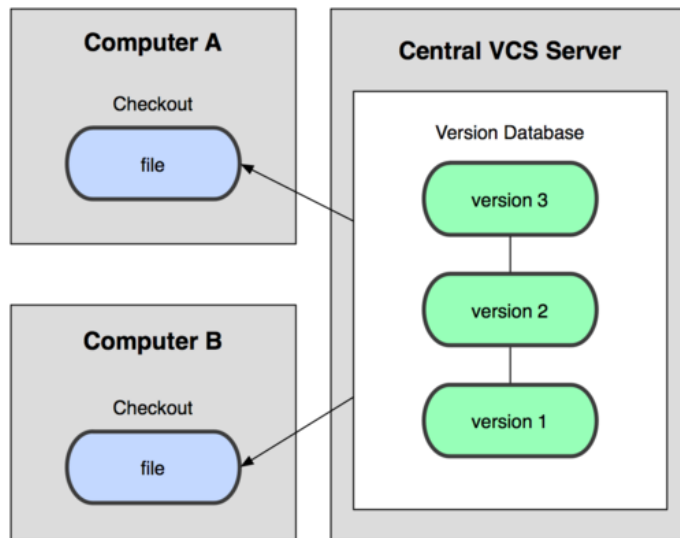 Computer A
Checkout
file
Computer B
Checkout
file
Central VCS Server
Version Database
version 3
version 2
version 1